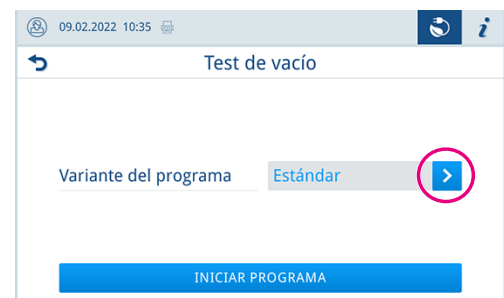 09.02.2022 10:35
i
Test de vacío
Variante del programa
Estándar
INICIAR PROGRAMA